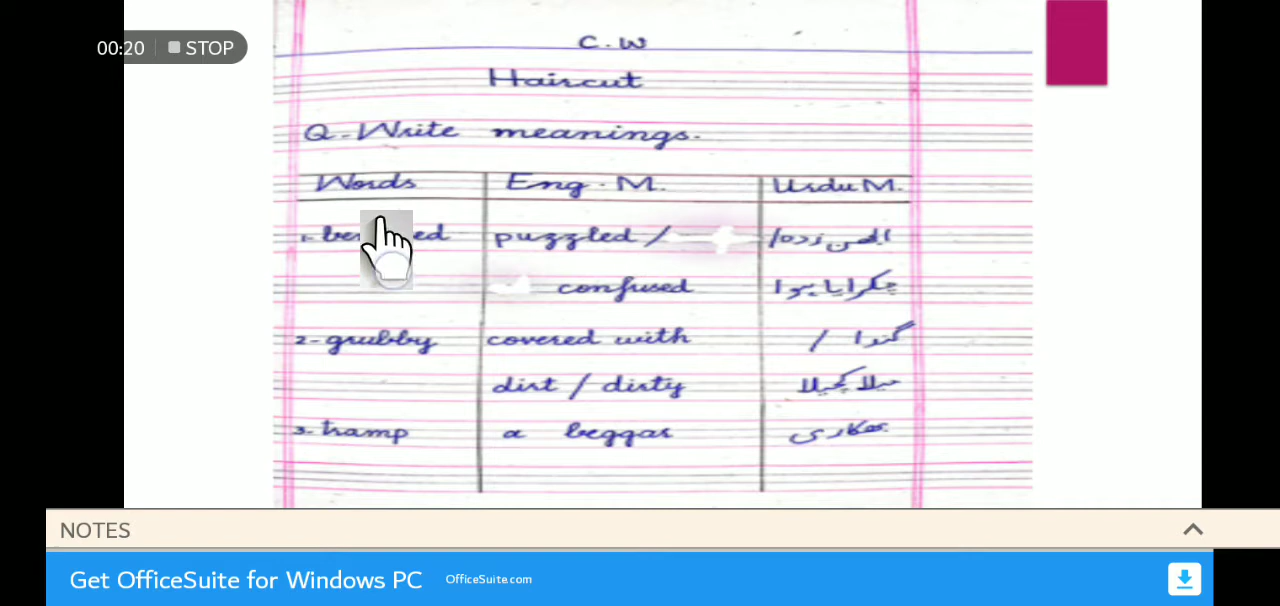 00:20 STOP
C.W
Haircut
Q-Write meanings.
Words Eng.M. Urdu M.
1- puzzled / الجھن زدہ/
confused چکرایا ہوا
2- grubby covered with گندا /
dirt / dirty میلا کچیلا
3- tramp a beggar بھکاری
NOTES
Get OfficeSuite for Windows PC OfficeSuite.com